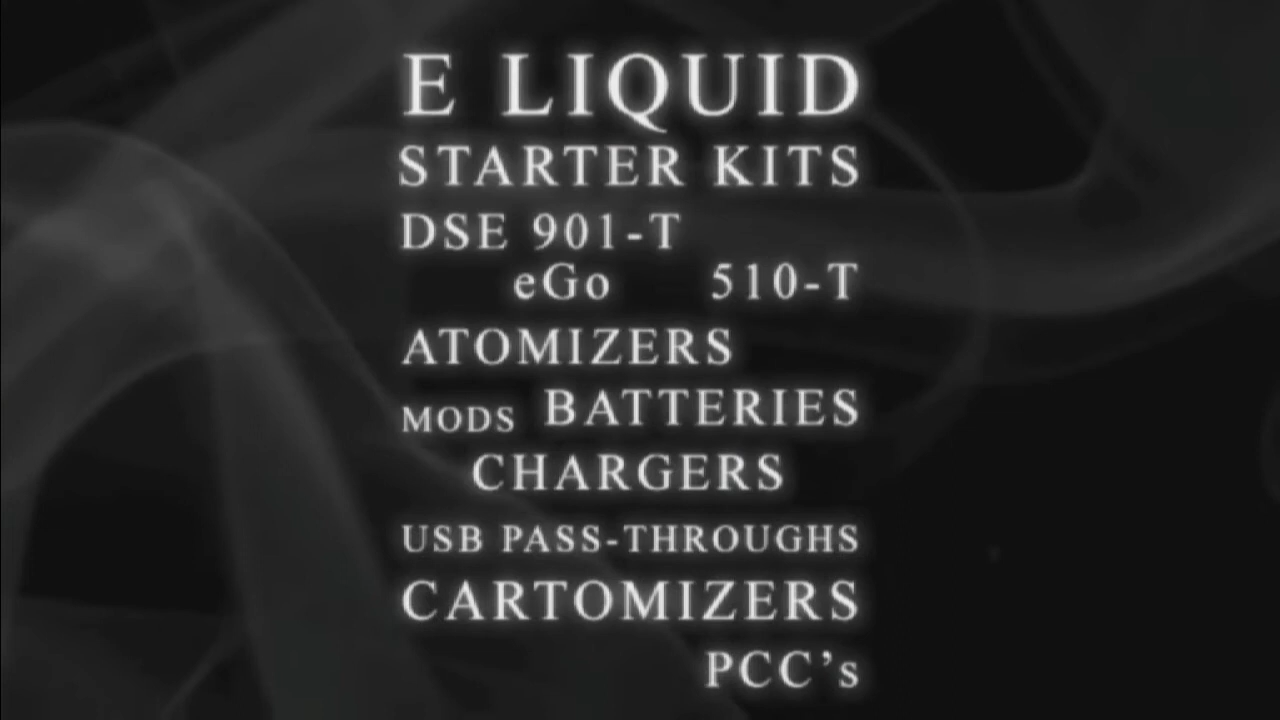 E LIQUID
STARTER KITS
DSE 901-T
eGo 510-T
ATOMIZERS
MODS BATTERIES
CHARGERS
USB PASS-THROUGHS
CARTOMIZERS
PCC’s